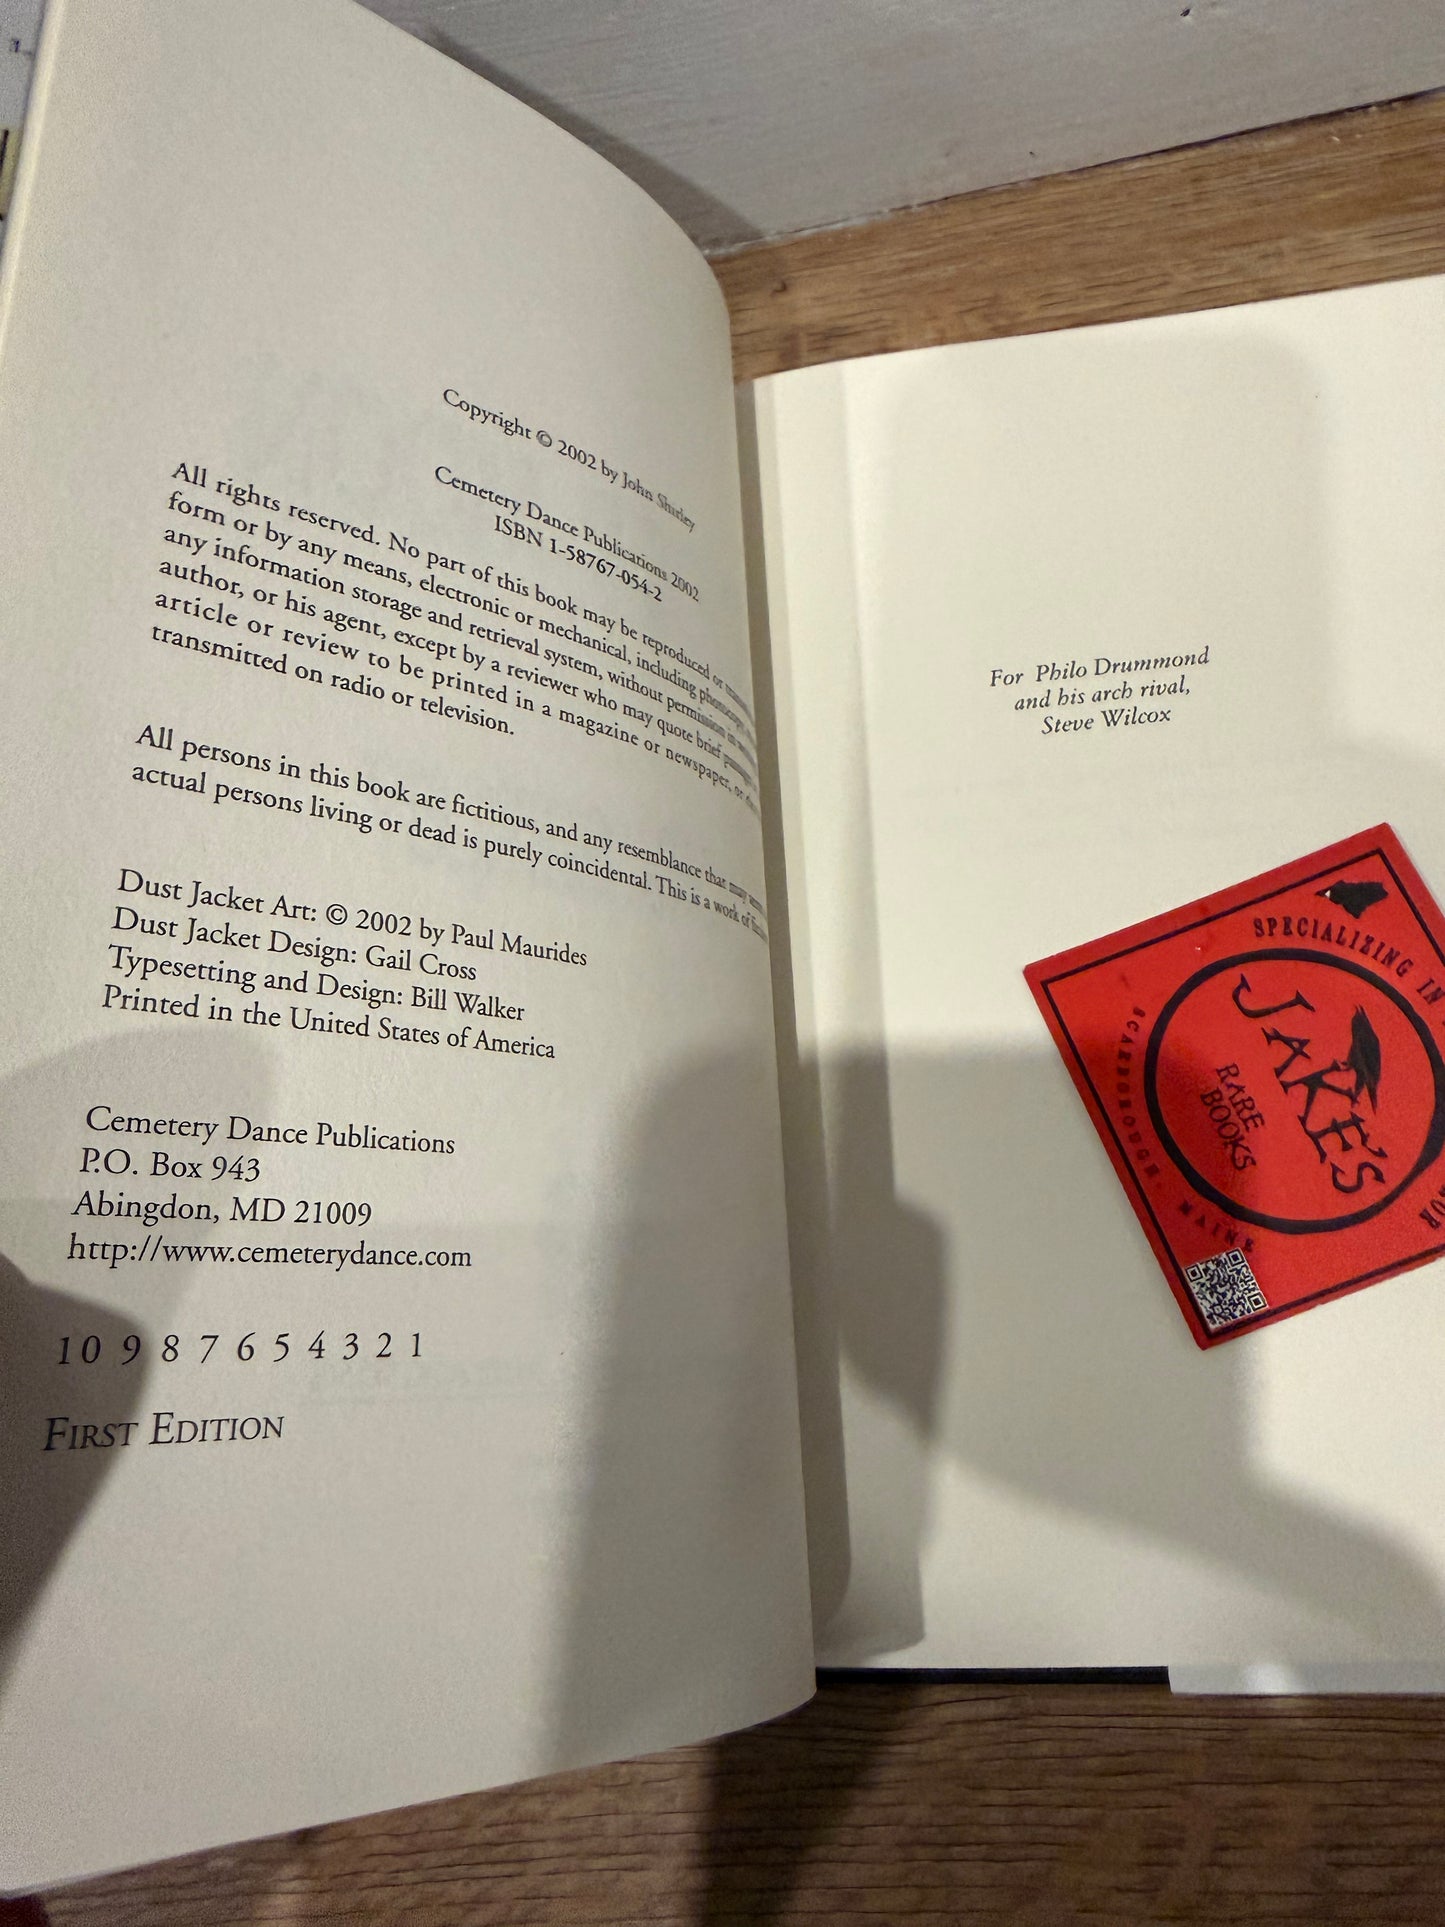 Copyright © 2002 by John Shirley
Cemetery Dance Publications 2002
ISBN 1-58767-054-2
All rights reserved. No part of this book may be reproduced or
form or by any means, electronic or mechanical, including
any information storage and retrieval system, without permission in
author, or his agent, except by a reviewer who may quote brief
article or review to be printed in a magazine or newspaper, or
transmitted on radio or television.
All persons in this book are fictitious, and any resemblance that may
actual persons living or dead is purely coincidental. This is a work of
Dust Jacket Art: © 2002 by Paul Maurides
Dust Jacket Design: Gail Cross
Typesetting and Design: Bill Walker
Printed in the United States of America
Cemetery Dance Publications
P.O. Box 943
Abingdon, MD 21009
http://www.cemeterydance.com
10 9 8 7 6 5 4 3 2 1
FIRST EDITION
For Philo Drummond
and his arch rival,
Steve Wilcox
SPECIALIZING IN
JAKE'S
RARE
BOOKS
SCARBOROUGH, MAINE